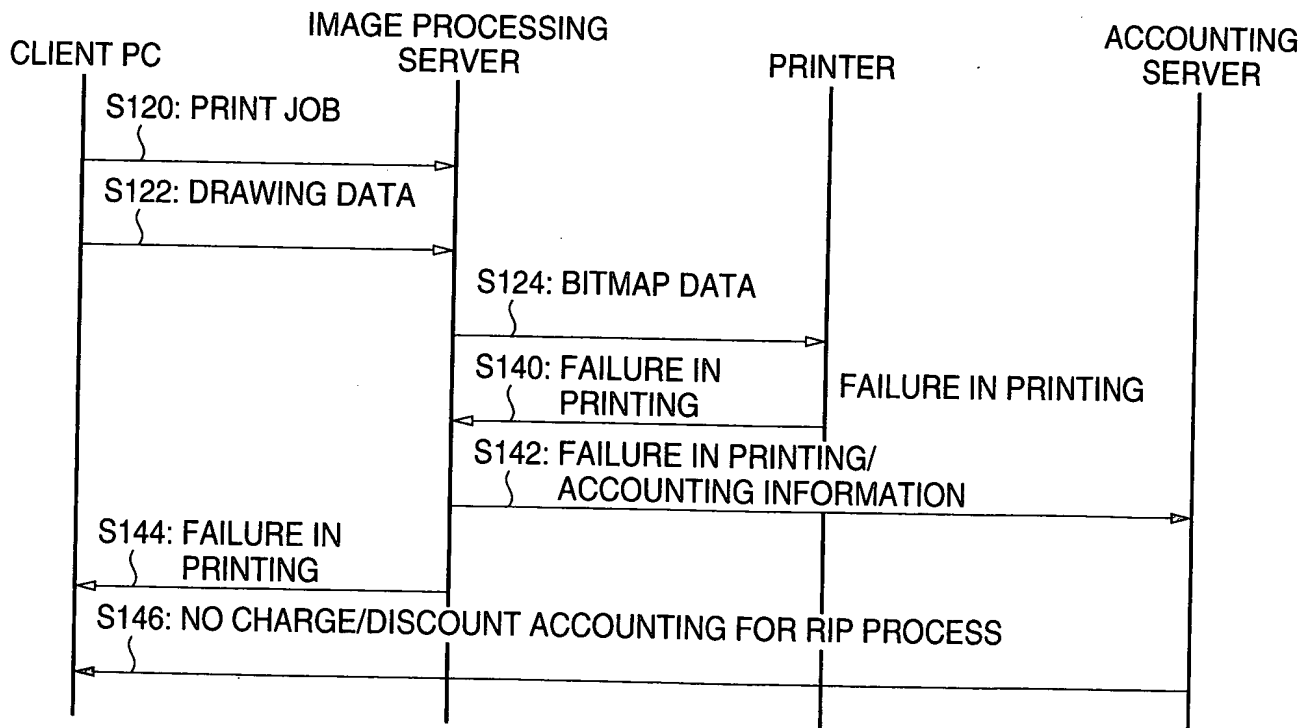 CLIENT PC
IMAGE PROCESSING
SERVER
PRINTER
ACCOUNTING
SERVER
S120: PRINT JOB
S122: DRAWING DATA
S124: BITMAP DATA
S140: FAILURE IN
PRINTING
FAILURE IN PRINTING
S142: FAILURE IN PRINTING/
ACCOUNTING INFORMATION
S144: FAILURE IN
PRINTING
S146: NO CHARGE/DISCOUNT ACCOUNTING FOR RIP PROCESS